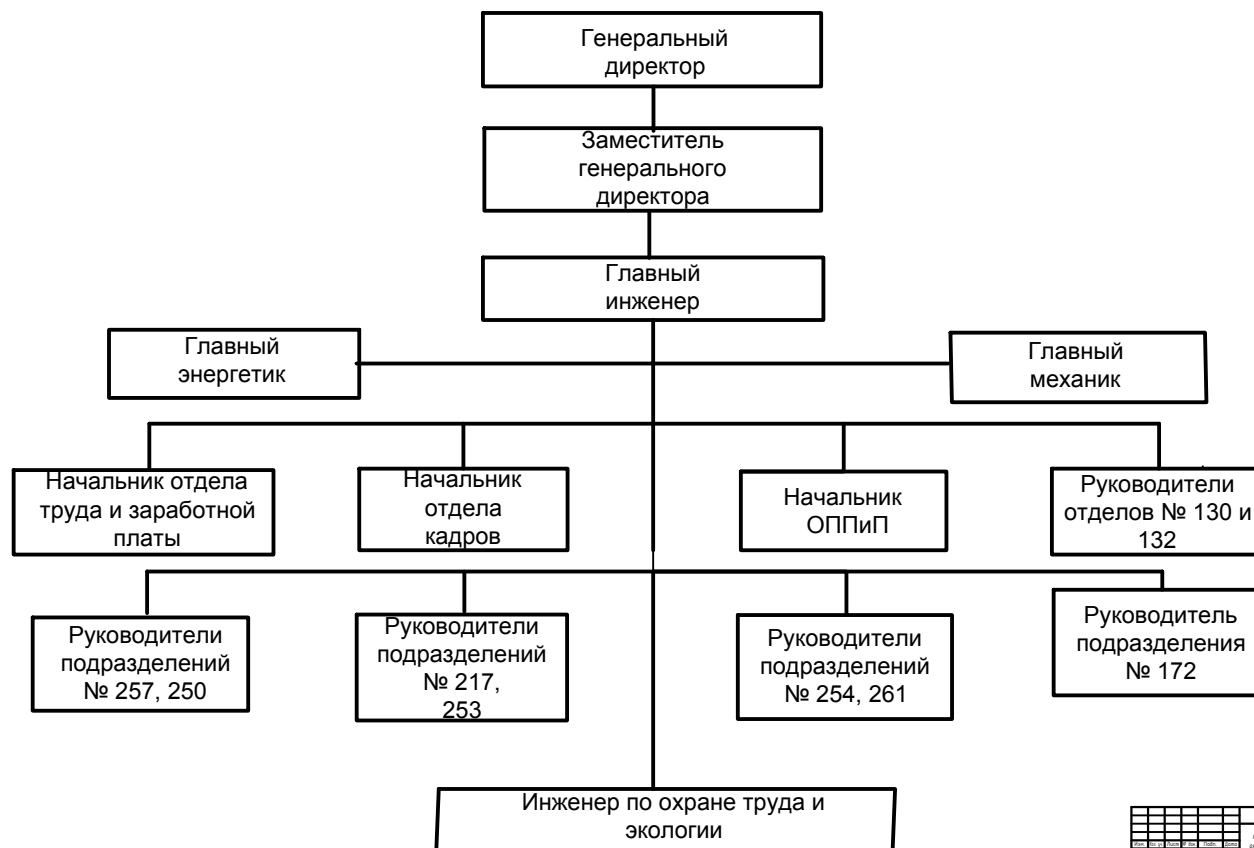 Генеральный
директор
Заместитель
генерального
директора
Главный
инженер
Главный
энергетик
Главный
механик
Начальник отдела
труда и заработной
платы
Начальник
отдела
кадров
Начальник
ОППиП
Руководители
отделов № 130 и
132
Руководители
подразделений
№ 257, 250
Руководители
подразделений
№ 217,
253
Руководители
подразделений
№ 254, 261
Руководитель
подразделения
№ 172
Инженер по охране труда и
экологии